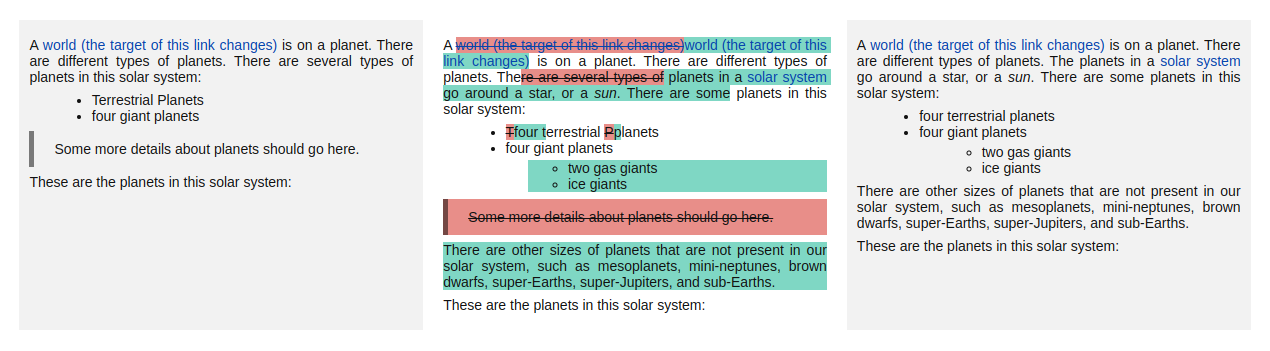 A world (the target of this link changes) is on a planet. There
are different types of planets. There are several types of
planets in this solar system:
• Terrestrial Planets
• four giant planets
Some more details about planets should go here.
These are the planets in this solar system:
A world (the target of this link changes)world (the target of this
link changes) is on a planet. There are different types of
planets. There are several types of planets in a solar system
go around a star, or a sun. There are some planets in this
solar system:
• Tfour terrestrial Pplanets
• four giant planets
◦ two gas giants
◦ ice giants
Some more details about planets should go here.
There are other sizes of planets that are not present in our
solar system, such as mesoplanets, mini-neptunes, brown
dwarfs, super-Earths, super-Jupiters, and sub-Earths.
These are the planets in this solar system:
A world (the target of this link changes) is on a planet. There
are different types of planets. The planets in a solar system
go around a star, or a sun. There are some planets in this
solar system:
• four terrestrial planets
• four giant planets
◦ two gas giants
◦ ice giants
There are other sizes of planets that are not present in our
solar system, such as mesoplanets, mini-neptunes, brown
dwarfs, super-Earths, super-Jupiters, and sub-Earths.
These are the planets in this solar system: